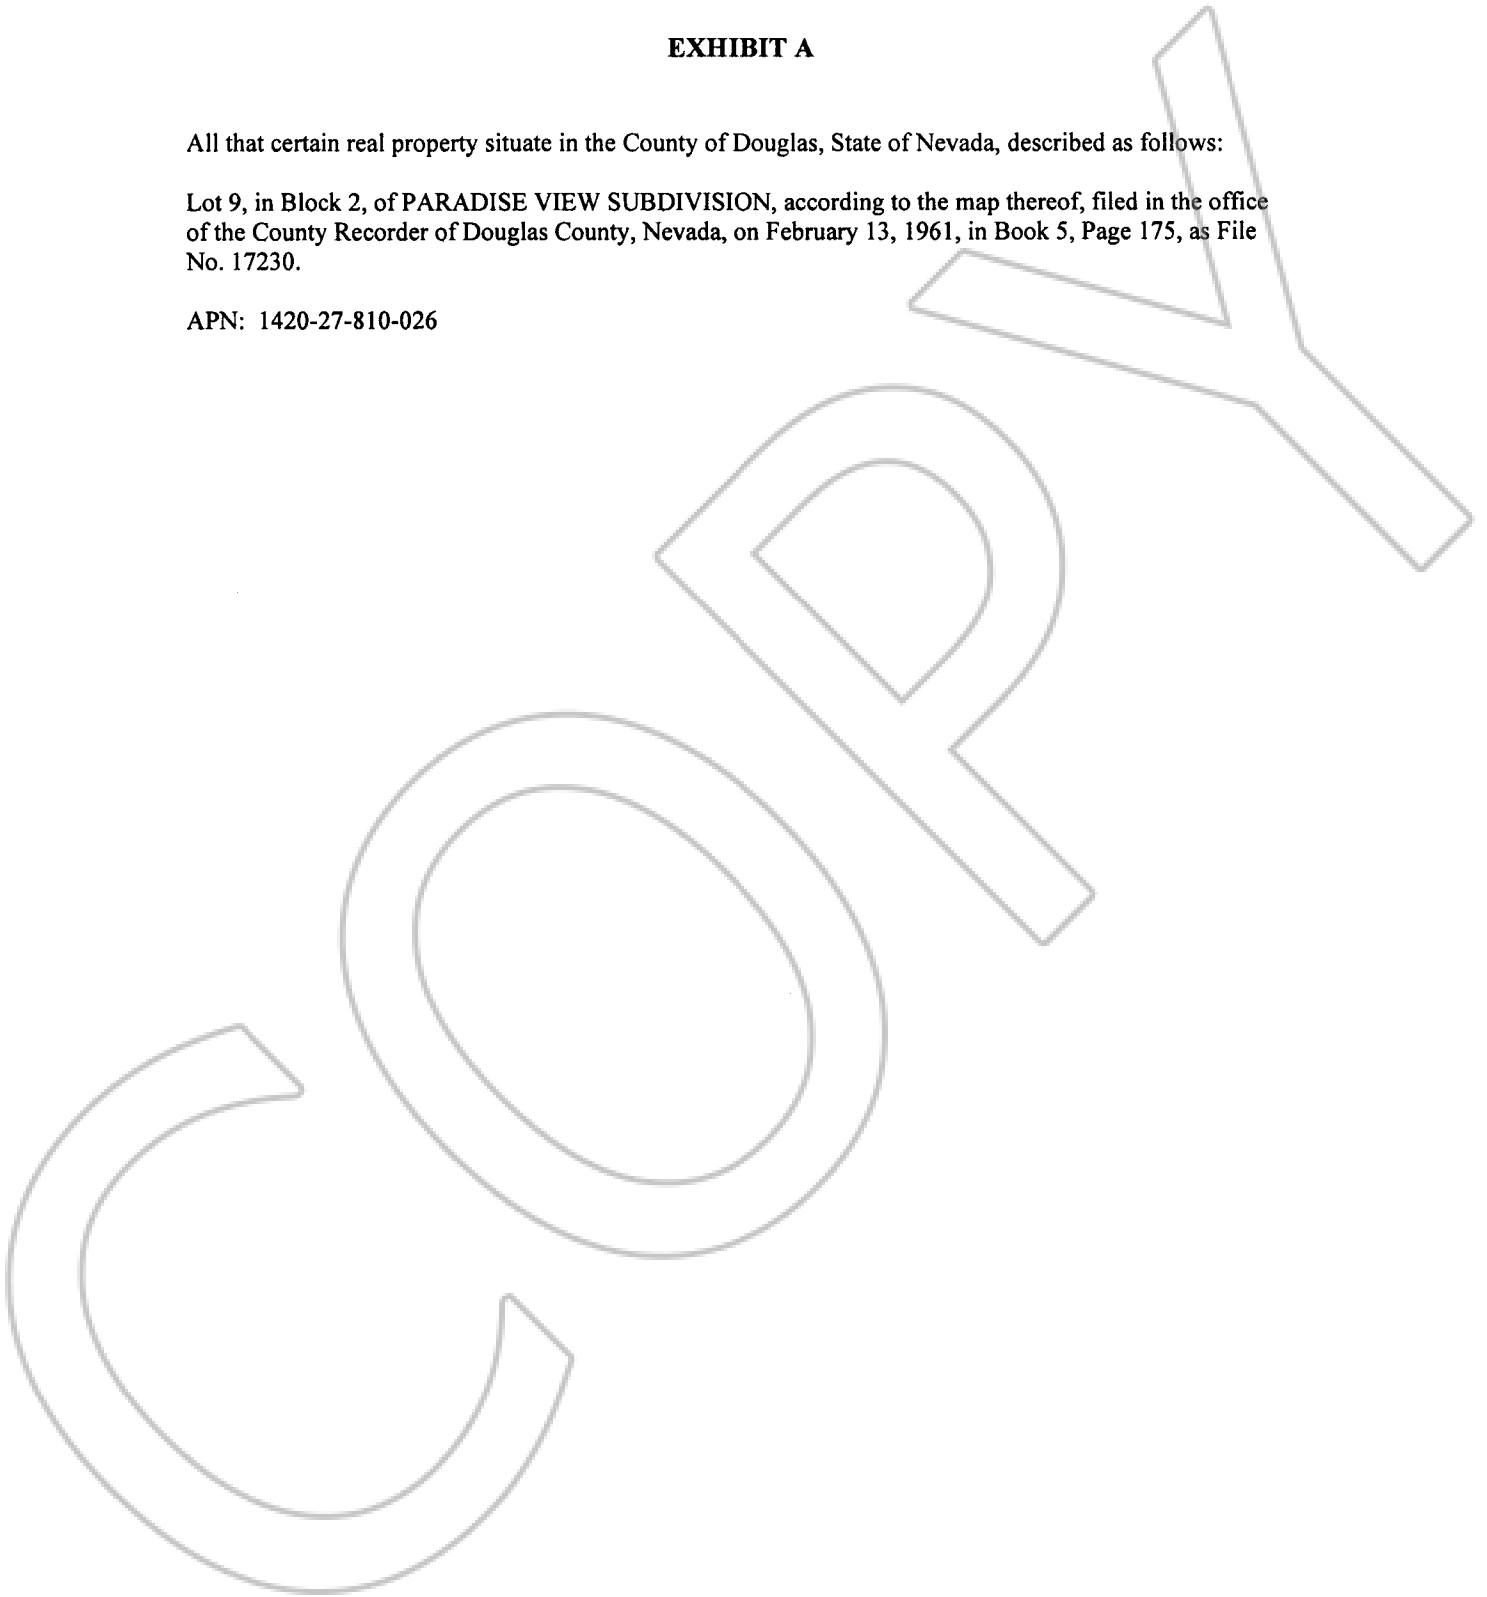 EXHIBIT A
All that certain real property situate in the County of Douglas, State of Nevada, described as follows:
Lot 9, in Block 2, of PARADISE VIEW SUBDIVISION, according to the map thereof, filed in the office
of the County Recorder of Douglas County, Nevada, on February 13, 1961, in Book 5, Page 175, as File
No. 17230.
APN: 1420-27-810-026
COPY